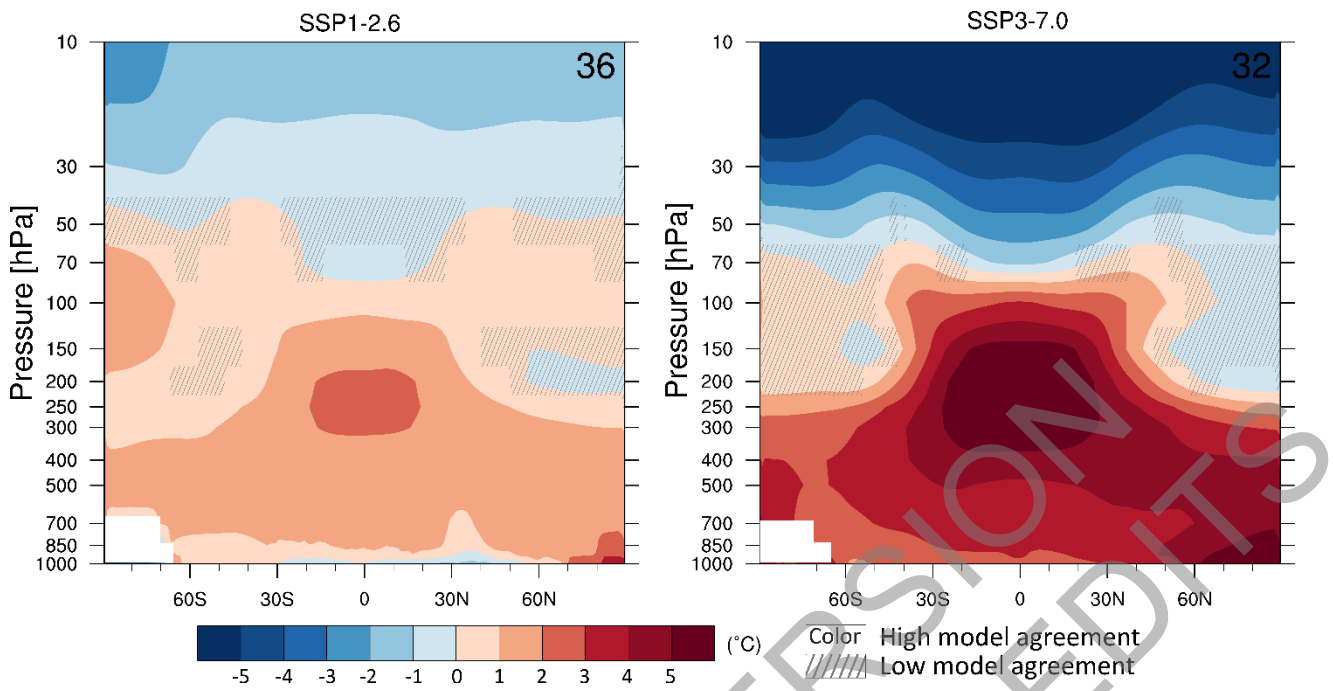 SSP1-2.6
SSP3-7.0
36
32
Pressure [hPa]
10
30
50
70
100
150
200
250
300
400
500
700
850
1000
60S 30S 0 30N 60N
Pressure [hPa]
10
30
50
70
100
150
200
250
300
400
500
700
850
1000
60S 30S 0 30N 60N
-5 -4 -3 -2 -1 0 1 2 3 4 5
(˚C)
Color High model agreement
Low model agreement
VERSION
EDITS